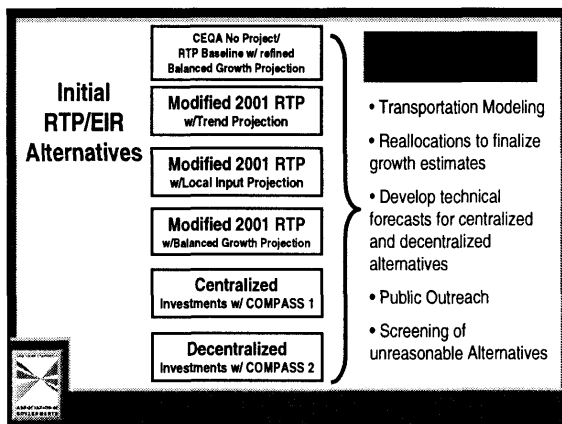 Initial
RTP/EIR
Alternatives
CEQA No Project/
RTP Baseline w/ refined
Balanced Growth Projection
Modified 2001 RTP
w/Trend Projection
Modified 2001 RTP
w/Local Input Projection
Modified 2001 RTP
w/Balanced Growth Projection
Centralized
Investments w/ COMPASS 1
Decentralized
Investments w/ COMPASS 2
• Transportation Modeling
• Reallocations to finalize
growth estimates
• Develop technical
forecasts for centralized
and decentralized
alternatives
• Public Outreach
• Screening of
unreasonable Alternatives